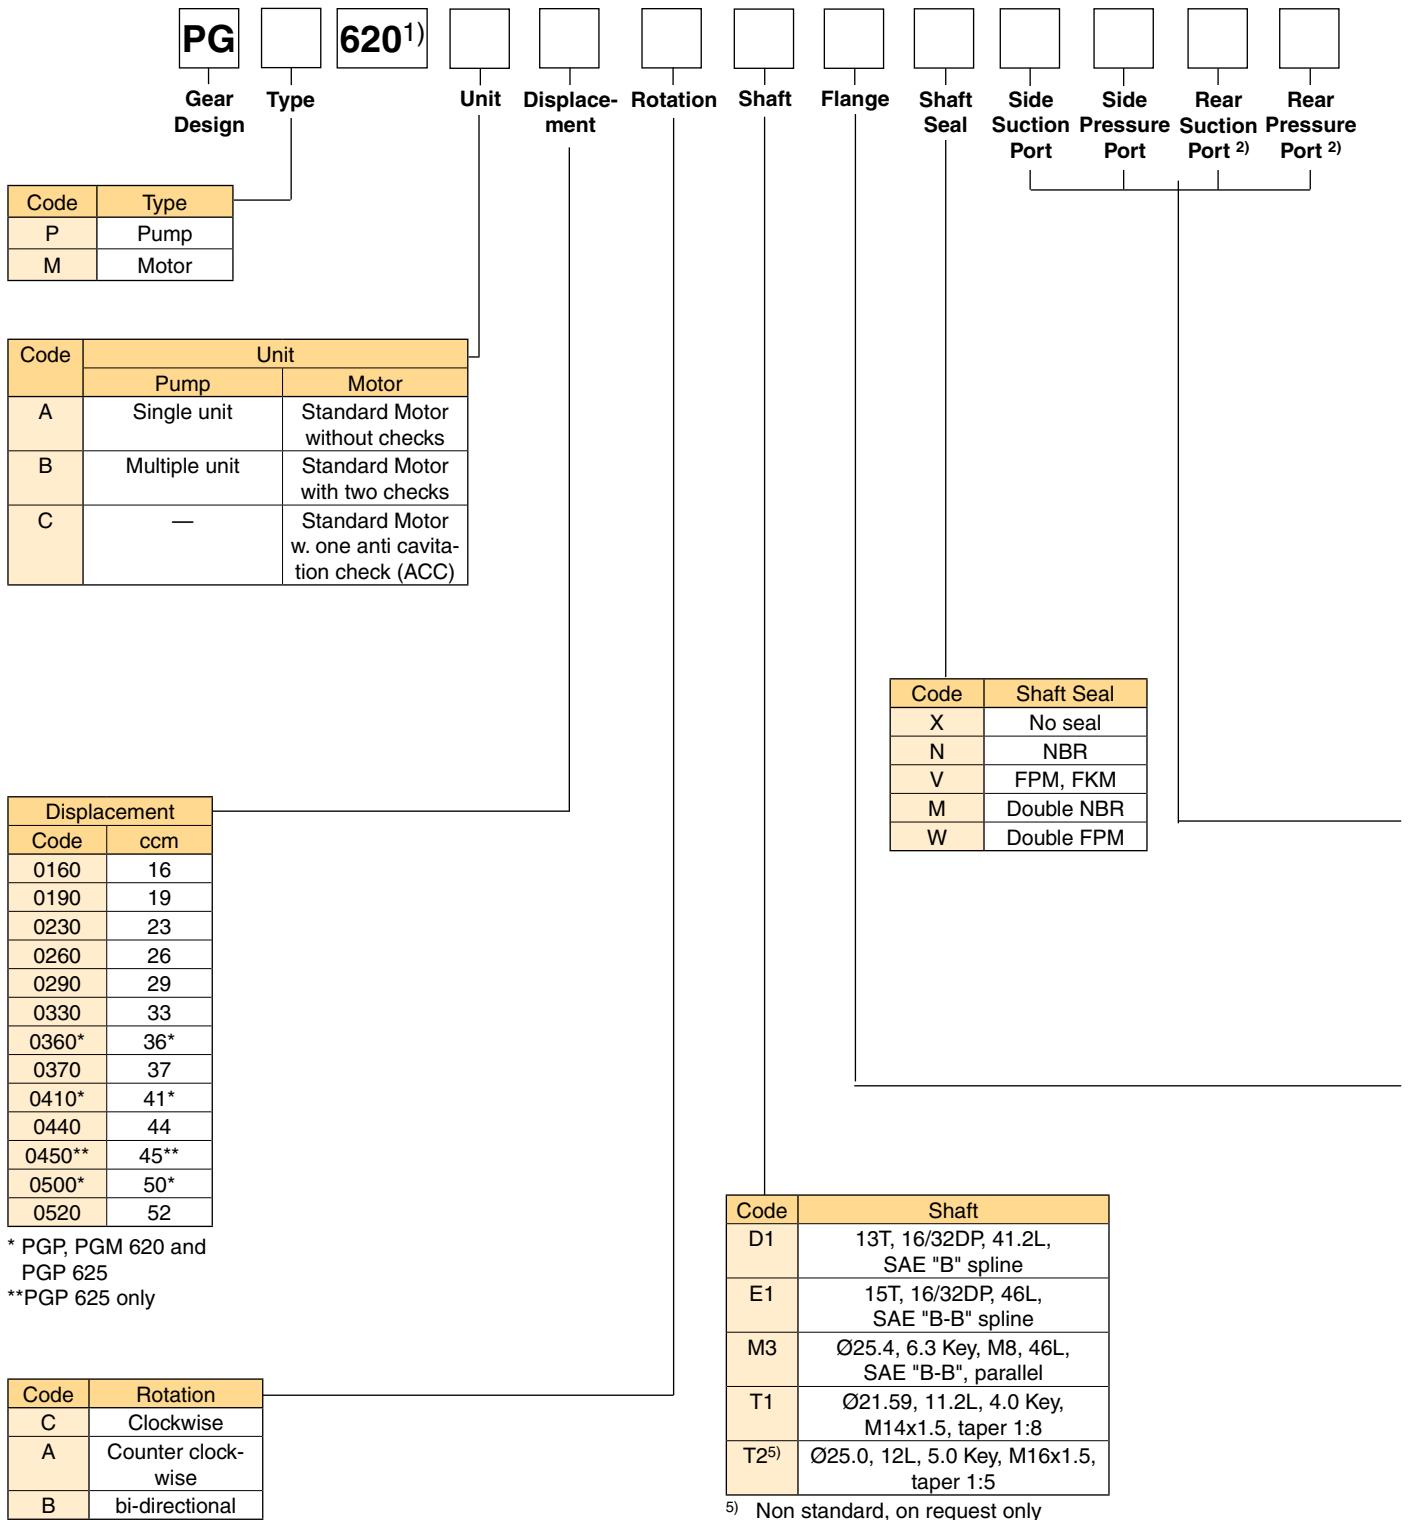 PG 620¹⁾
Gear Type Unit Displace- Rotation Shaft Flange Shaft Side Side Rear Rear
Design ment Seal Suction Pressure Suction Pressure
Port Port Port ²⁾ Port ²⁾
Code Type
P Pump
M Motor
Code Unit
Pump Motor
A Single unit Standard Motor
without checks
B Multiple unit Standard Motor
with two checks
C — Standard Motor
w. one anti cavita-
tion check (ACC)
Code Shaft Seal
X No seal
N NBR
V FPM, FKM
M Double NBR
W Double FPM
Displacement
Code ccm
0160 16
0190 19
0230 23
0260 26
0290 29
0330 33
0360* 36*
0370 37
0410* 41*
0440 44
0450** 45**
0500* 50*
0520 52
* PGP, PGM 620 and
PGP 625
**PGP 625 only
Code Shaft
D1 13T, 16/32DP, 41.2L,
SAE "B" spline
E1 15T, 16/32DP, 46L,
SAE "B-B" spline
M3 Ø25.4, 6.3 Key, M8, 46L,
SAE "B-B", parallel
T1 Ø21.59, 11.2L, 4.0 Key,
M14x1.5, taper 1:8
T2⁵⁾ Ø25.0, 12L, 5.0 Key, M16x1.5,
taper 1:5
⁵⁾ Non standard, on request only
Code Rotation
C Clockwise
A Counter clock-
wise
B bi-directional